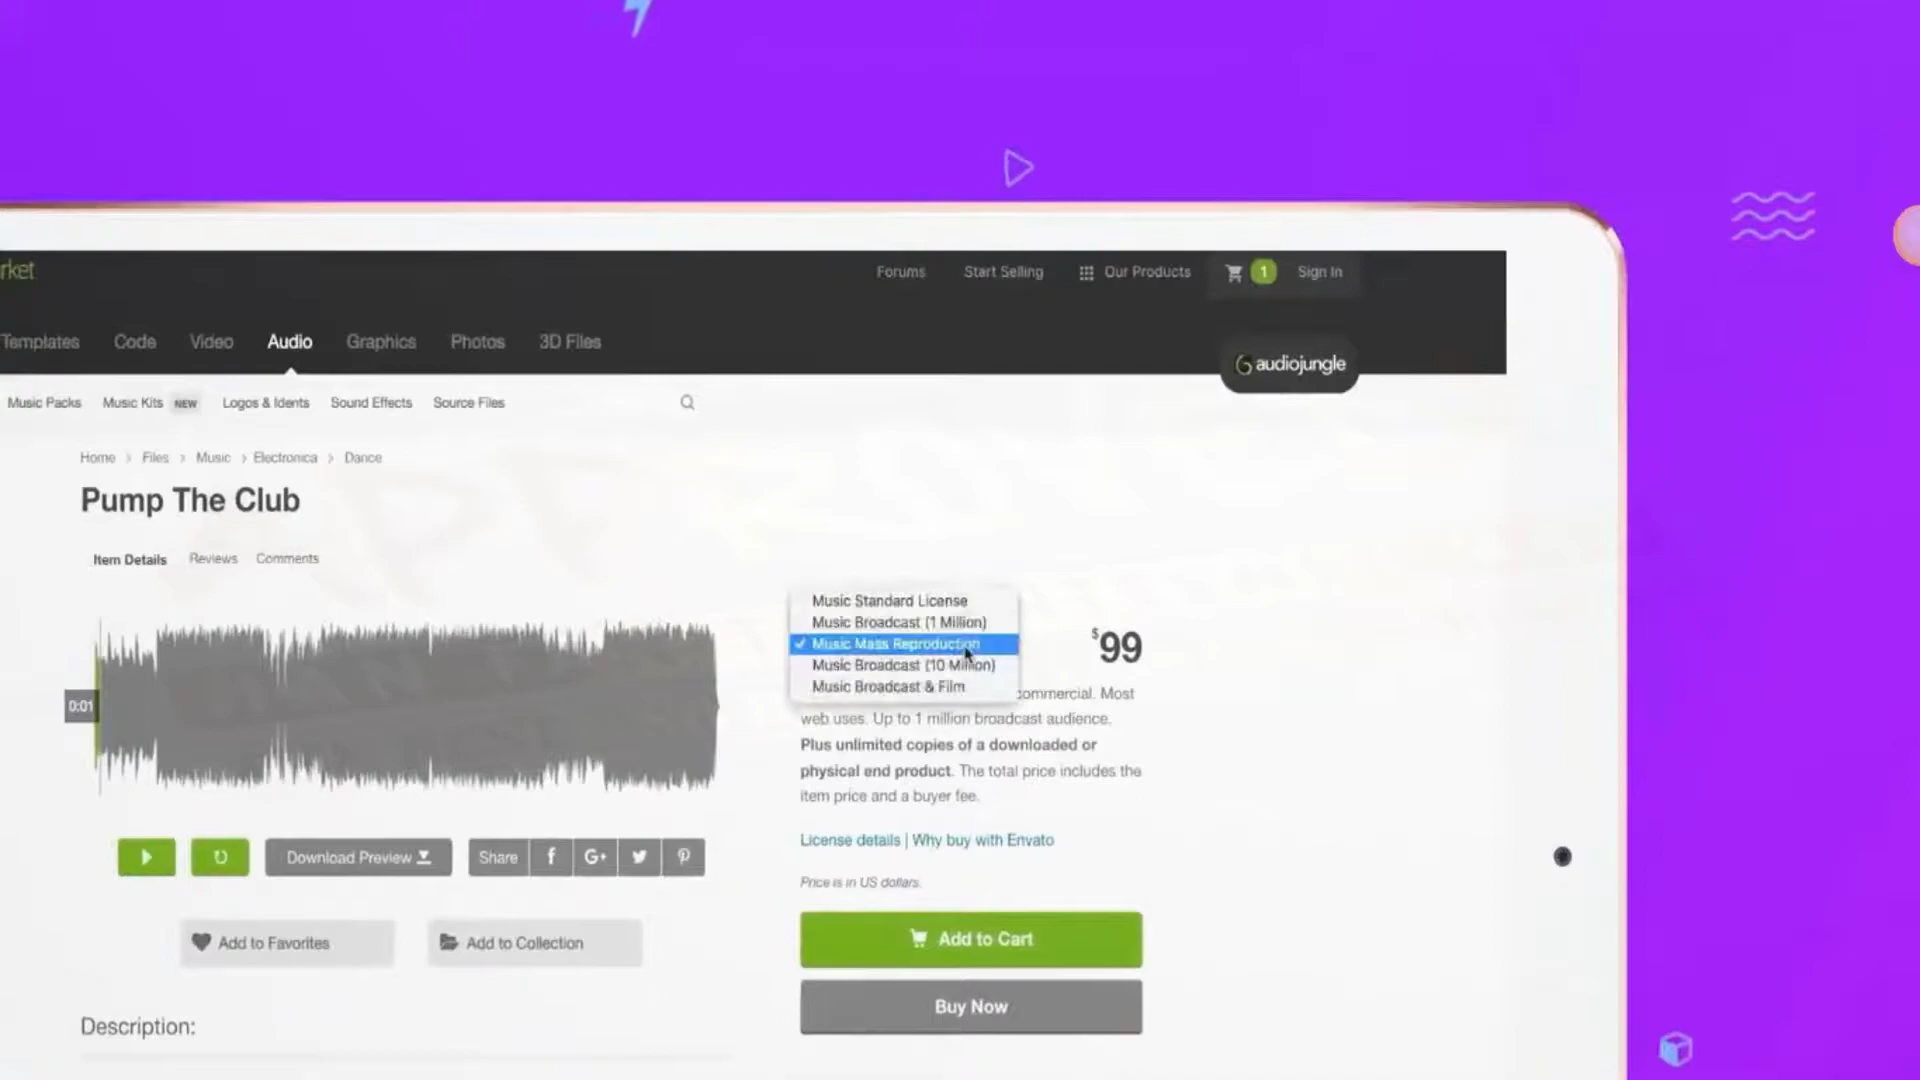 rket
Forums Start Selling Our Products 1 Sign In
Templates Code Video Audio Graphics Photos 3D Files
audiojungle
Music Packs Music Kits NEW Logos & Idents Sound Effects Source Files
Home > Files > Music > Electronica > Dance
Pump The Club
Item Details Reviews Comments
Music Standard License
Music Broadcast (1 Million)
Music Mass Reproduction
Music Broadcast (10 Million)
Music Broadcast & Film
$99
commercial. Most
web uses. Up to 1 million broadcast audience.
Plus unlimited copies of a downloaded or
physical end product. The total price includes the
item price and a buyer fee.
0:01
License details | Why buy with Envato
Download Preview Share f G+
Price is in US dollars.
Add to Favorites Add to Collection
Add to Cart
Buy Now
Description: